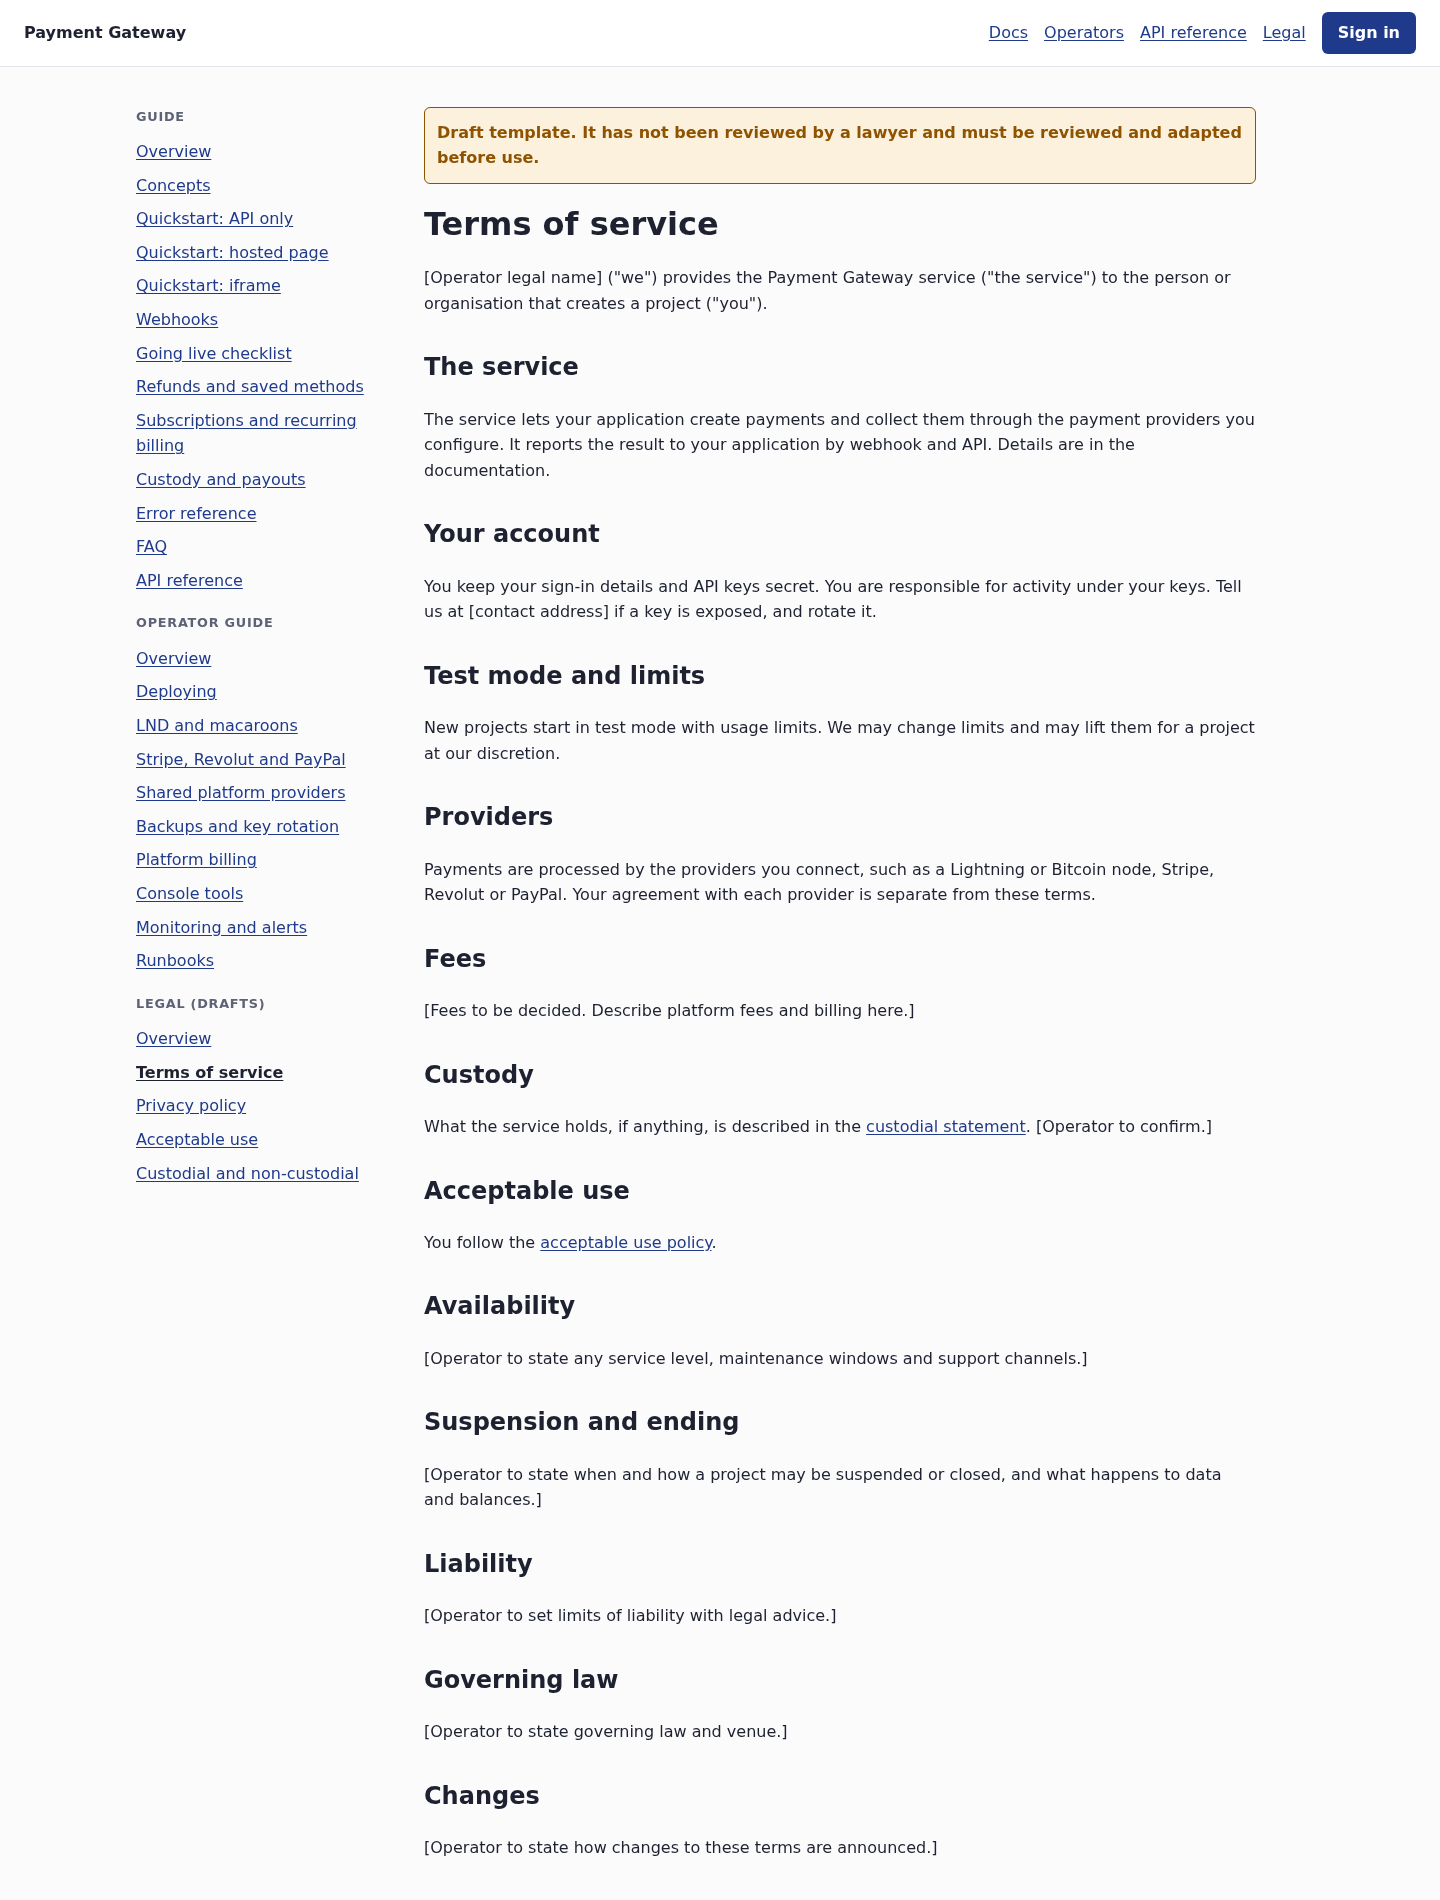 Payment Gateway
Docs Operators API reference Legal Sign in
GUIDE
Overview
Concepts
Quickstart: API only
Quickstart: hosted page
Quickstart: iframe
Webhooks
Going live checklist
Refunds and saved methods
Subscriptions and recurring
billing
Custody and payouts
Error reference
FAQ
API reference
OPERATOR GUIDE
Overview
Deploying
LND and macaroons
Stripe, Revolut and PayPal
Shared platform providers
Backups and key rotation
Platform billing
Console tools
Monitoring and alerts
Runbooks
LEGAL (DRAFTS)
Overview
Terms of service
Privacy policy
Acceptable use
Custodial and non-custodial
Draft template. It has not been reviewed by a lawyer and must be reviewed and adapted
before use.
Terms of service
[Operator legal name] ("we") provides the Payment Gateway service ("the service") to the person or
organisation that creates a project ("you").
The service
The service lets your application create payments and collect them through the payment providers you
configure. It reports the result to your application by webhook and API. Details are in the
documentation.
Your account
You keep your sign-in details and API keys secret. You are responsible for activity under your keys. Tell
us at [contact address] if a key is exposed, and rotate it.
Test mode and limits
New projects start in test mode with usage limits. We may change limits and may lift them for a project
at our discretion.
Providers
Payments are processed by the providers you connect, such as a Lightning or Bitcoin node, Stripe,
Revolut or PayPal. Your agreement with each provider is separate from these terms.
Fees
[Fees to be decided. Describe platform fees and billing here.]
Custody
What the service holds, if anything, is described in the custodial statement. [Operator to confirm.]
Acceptable use
You follow the acceptable use policy.
Availability
[Operator to state any service level, maintenance windows and support channels.]
Suspension and ending
[Operator to state when and how a project may be suspended or closed, and what happens to data
and balances.]
Liability
[Operator to set limits of liability with legal advice.]
Governing law
[Operator to state governing law and venue.]
Changes
[Operator to state how changes to these terms are announced.]